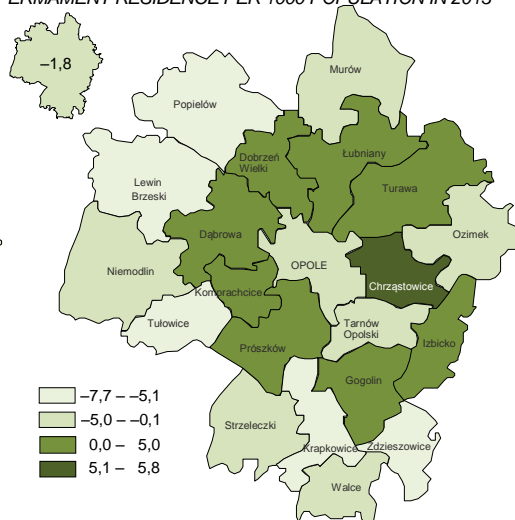 ERMAMENT RESIDENCE PER 1000 POPULATION IN 2013
–1,8
Murów
Popielów
Dobrzeń
Wielki
Łubniany
Lewin
Brzeski
Turawa
Dąbrowa
Ozimek
Niemodlin
OPOLE
Chrząstowice
Komprachcice
Tułowice
Tarnów
Opolski
Prószków
Izbicko
Gogolin
–7,7 – –5,1
–5,0 – –0,1
0,0 – 5,0
5,1 – 5,8
Strzeleczki
Krapkowice
Zdzieszowice
Walce